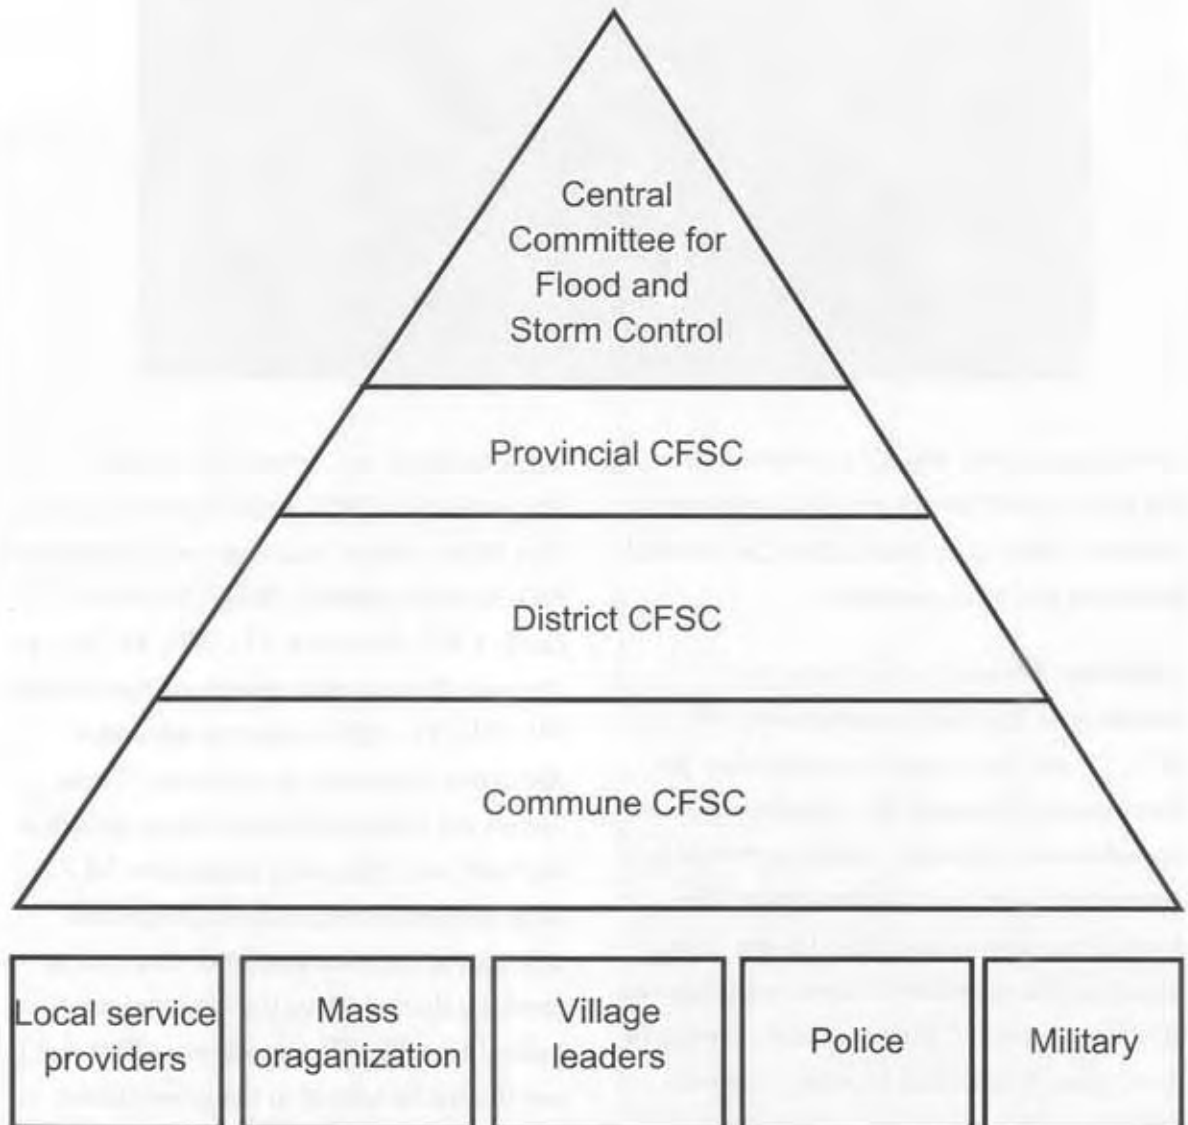 Central
Committee for
Flood and
Storm Control
Provincial CFSC
District CFSC
Commune CFSC
Local service
providers
Mass
oraganization
Village
leaders
Police
Military